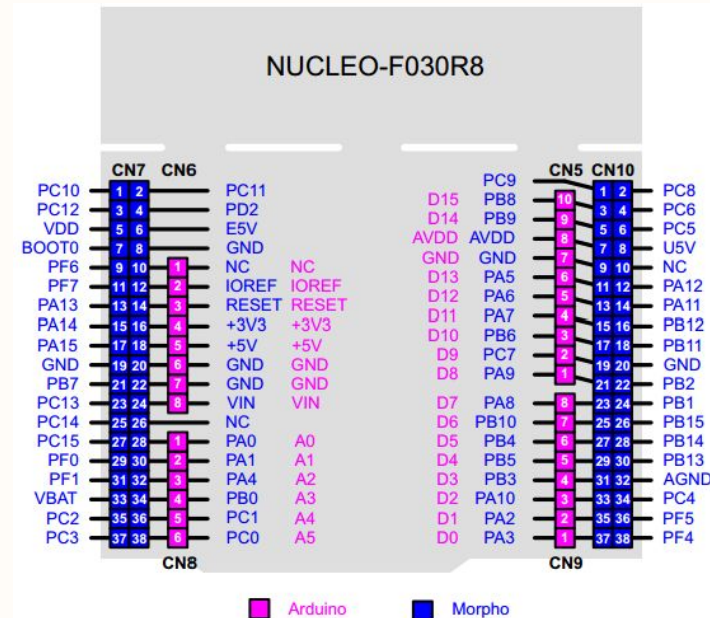 NUCLEO-F030R8
CN7 CN6 CN5 CN10
PC9
PC10 1 2 PC11 1 2 PC8
PC12 3 4 PD2 D15 PB8 10 3 4 PC6
VDD 5 6 E5V D14 PB9 9 5 6 PC5
BOOT0 7 8 GND AVDD AVDD 8 7 8 U5V
PF6 9 10 1 NC NC GND GND 7 9 10 NC
PF7 11 12 2 IOREF IOREF D13 PA5 6 11 12 PA12
PA13 13 14 3 RESET RESET D12 PA6 5 13 14 PA11
PA14 15 16 4 +3V3 +3V3 D11 PA7 4 15 16 PB12
PA15 17 18 5 +5V +5V D10 PB6 3 17 18 PB11
GND 19 20 6 GND GND D9 PC7 2 19 20 GND
PB7 21 22 7 GND GND D8 PA9 1 21 22 PB2
PC13 23 24 8 VIN VIN D7 PA8 8 23 24 PB1
PC14 25 26 NC D6 PB10 7 25 26 PB15
PC15 27 28 1 PA0 A0 D5 PB4 6 27 28 PB14
PF0 29 30 2 PA1 A1 D4 PB5 5 29 30 PB13
PF1 31 32 3 PA4 A2 D3 PB3 4 31 32 AGND
VBAT 33 34 4 PB0 A3 D2 PA10 3 33 34 PC4
PC2 35 36 5 PC1 A4 D1 PA2 2 35 36 PF5
PC3 37 38 6 PC0 A5 D0 PA3 1 37 38 PF4
CN8 CN9
Arduino Morpho